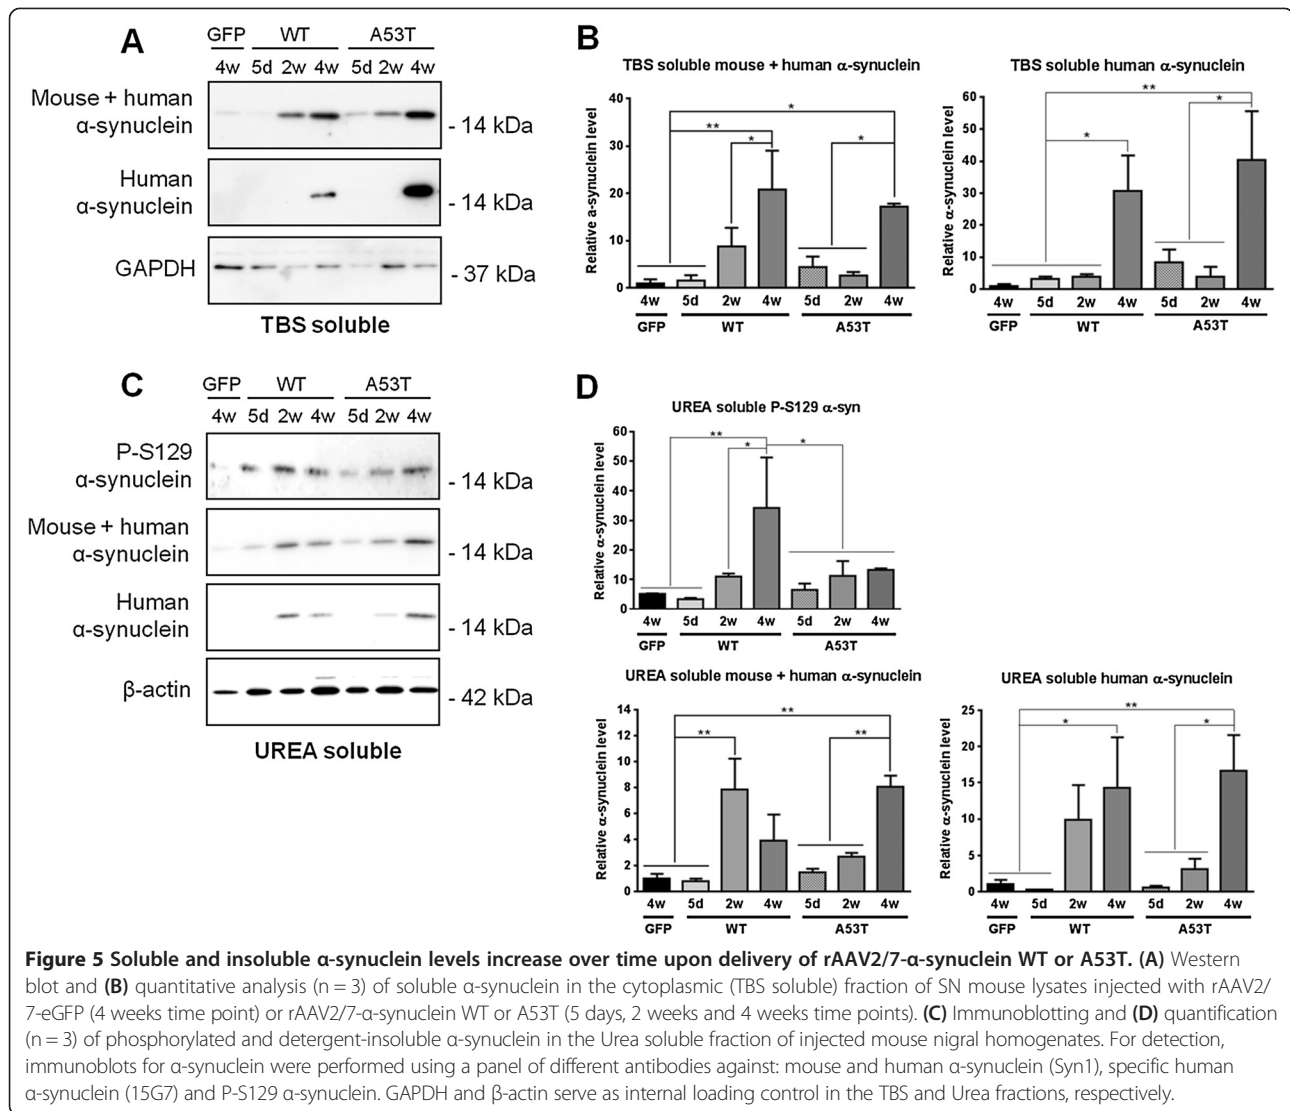 A
GFP WT A53T
4w 5d 2w 4w 5d 2w 4w
Mouse + human
α-synuclein
- 14 kDa
Human
α-synuclein
- 14 kDa
GAPDH
- 37 kDa
TBS soluble
B
TBS soluble mouse + human α-synuclein
Relative a-synuclein level
40
30
20
10
0
*
**
*
*
4w 5d 2w 4w 5d 2w 4w
GFP WT A53T
TBS soluble human α-synuclein
Relative α-synuclein level
60
50
40
30
20
10
0
**
*
*
4w 5d 2w 4w 5d 2w 4w
GFP WT A53T
C
GFP WT A53T
4w 5d 2w 4w 5d 2w 4w
P-S129
α-synuclein
- 14 kDa
Mouse + human
α-synuclein
- 14 kDa
Human
α-synuclein
- 14 kDa
β-actin
- 42 kDa
UREA soluble
D
UREA soluble P-S129 α-syn
Relative α-synuclein level
60
50
40
30
20
10
0
**
*
*
4w 5d 2w 4w 5d 2w 4w
GFP WT A53T
UREA soluble mouse + human α-synuclein
Relative α-synuclein level
14
12
10
8
6
4
2
0
**
**
**
4w 5d 2w 4w 5d 2w 4w
GFP WT A53T
UREA soluble human α-synuclein
Relative α-synuclein level
25
20
15
10
5
0
**
*
*
4w 5d 2w 4w 5d 2w 4w
GFP WT A53T
Figure 5 Soluble and insoluble α-synuclein levels increase over time upon delivery of rAAV2/7-α-synuclein WT or A53T. (A) Western
blot and (B) quantitative analysis (n = 3) of soluble α-synuclein in the cytoplasmic (TBS soluble) fraction of SN mouse lysates injected with rAAV2/
7-eGFP (4 weeks time point) or rAAV2/7-α-synuclein WT or A53T (5 days, 2 weeks and 4 weeks time points). (C) Immunoblotting and (D) quantification
(n = 3) of phosphorylated and detergent-insoluble α-synuclein in the Urea soluble fraction of injected mouse nigral homogenates. For detection,
immunoblots for α-synuclein were performed using a panel of different antibodies against: mouse and human α-synuclein (Syn1), specific human
α-synuclein (15G7) and P-S129 α-synuclein. GAPDH and β-actin serve as internal loading control in the TBS and Urea fractions, respectively.